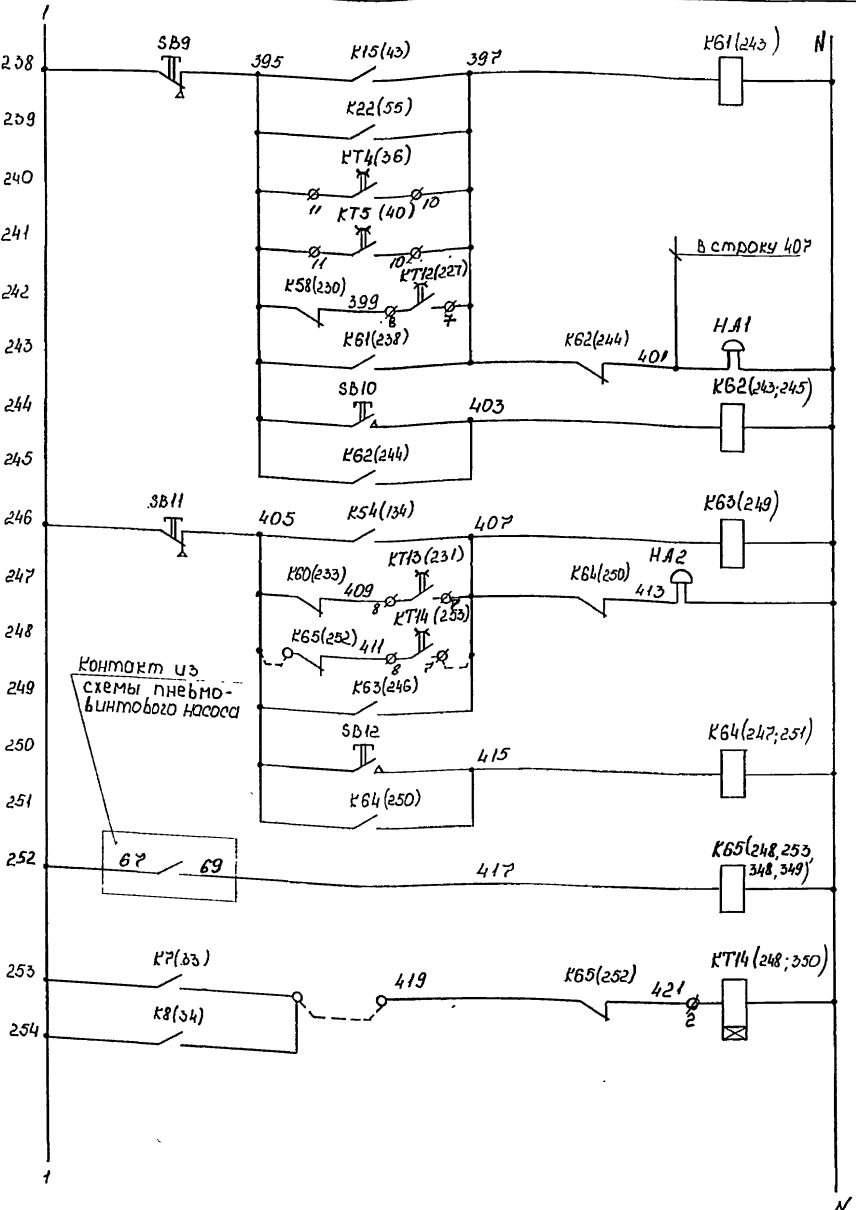 1
N
238
SB9
395
K15(43)
397
K61(243)
239
K22(55)
240
KT4(36)
11
10
241
KT5 (40)
11
10
В строку 407
242
K58(230)
399
KT12(227)
8
7
243
K61(238)
K62(244)
401
HA1
244
SB10
403
K62(243;245)
245
K62(244)
246
SB11
405
K54(134)
407
K63(249)
247
K60(233)
409
KT13(231)
8
K64(250)
413
HA2
248
K65(252)
411
KT14(253)
8
7
249
Контакт из
схемы пневмо-
винтового насоса
K63(246)
250
SB12
415
K64(247;251)
251
K64(250)
252
67
69
417
K65(248,253
348,349)
253
K7(33)
419
K65(252)
421
2
KT14(248;350)
254
K8(34)
1
N